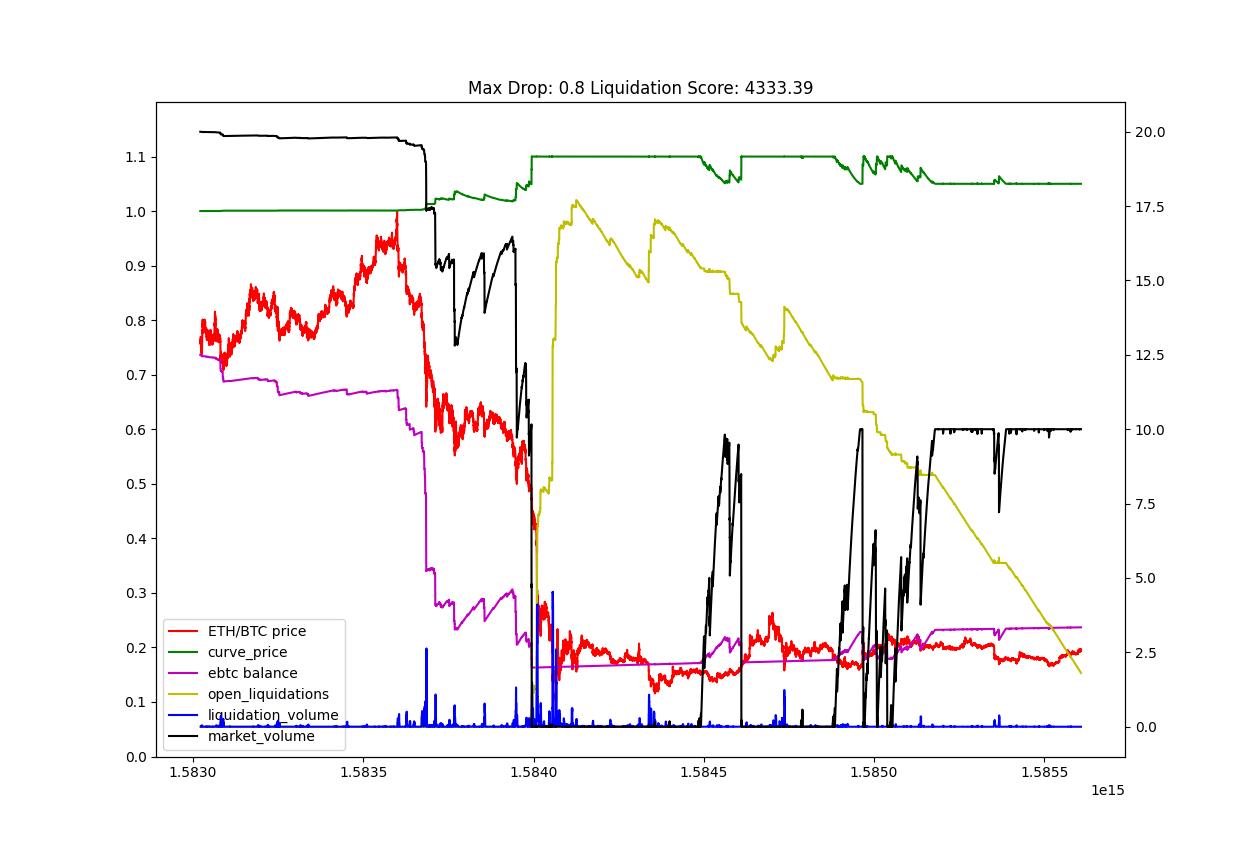 Max Drop: 0.8 Liquidation Score: 4333.39
1.1
1.0
0.9
0.8
0.7
0.6
0.5
0.4
0.3
0.2
0.1
0.0
20.0
17.5
15.0
12.5
10.0
7.5
5.0
2.5
0.0
ETH/BTC price
curve_price
ebtc balance
open_liquidations
liquidation_volume
market_volume
1.5830 1.5835 1.5840 1.5845 1.5850 1.5855
1e15